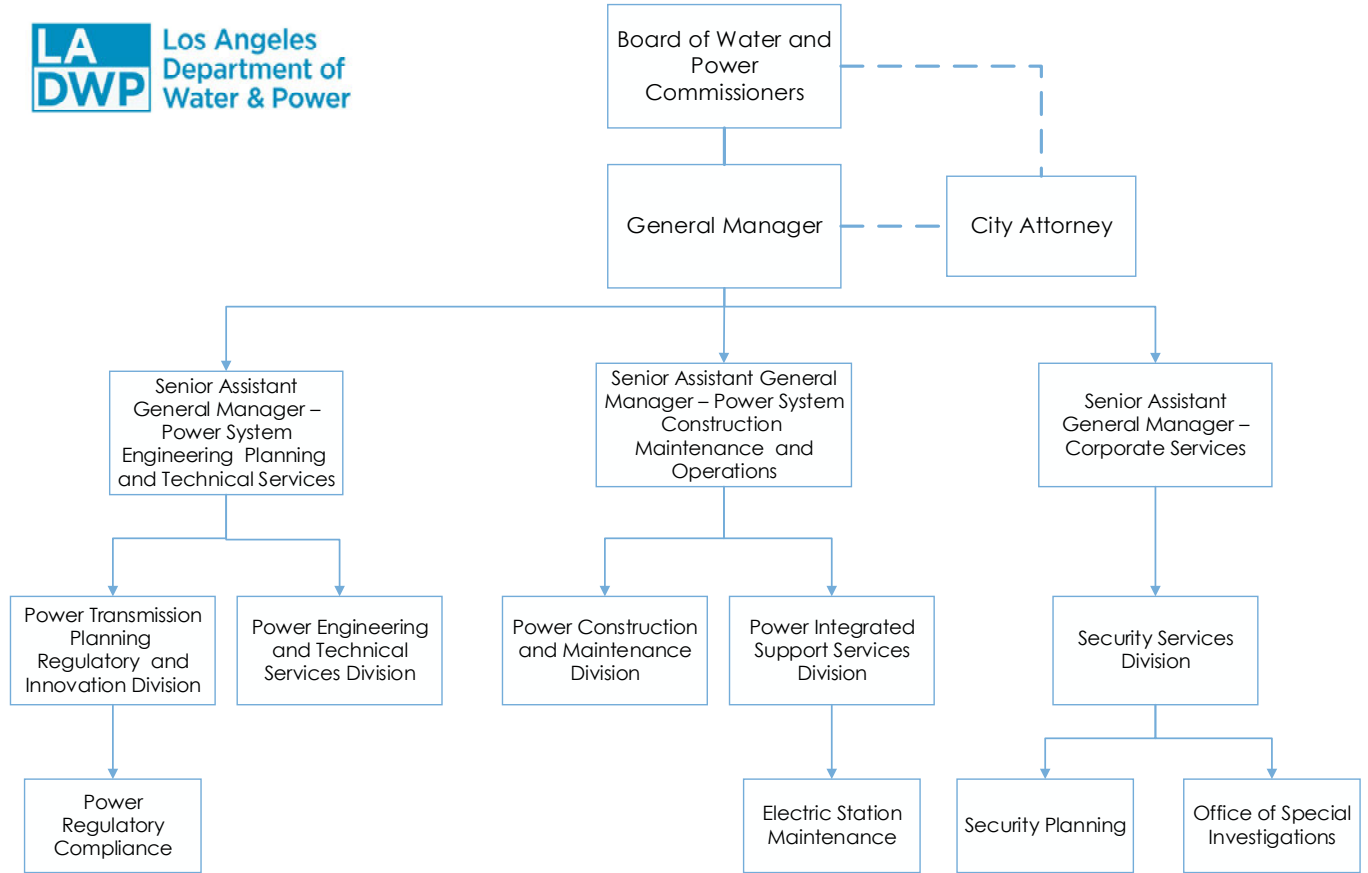 LA
DWP
Los Angeles
Department of
Water & Power
Board of Water and
Power
Commissioners
General Manager
City Attorney
Senior Assistant
General Manager –
Power System
Engineering Planning
and Technical Services
Senior Assistant General
Manager – Power System
Construction
Maintenance and
Operations
Senior Assistant
General Manager –
Corporate Services
Power Transmission
Planning
Regulatory and
Innovation Division
Power Engineering
and Technical
Services Division
Power Construction
and Maintenance
Division
Power Integrated
Support Services
Division
Security Services
Division
Power
Regulatory
Compliance
Electric Station
Maintenance
Security Planning
Office of Special
Investigations